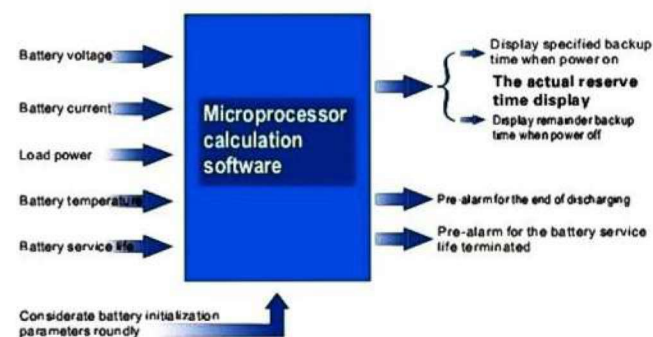 Battery voltage
Battery current
Load power
Battery temperature
Battery service life
Considerate battery initialization
parameters roundly
Microprocessor
calculation
software
Display specified backup
time when power on
The actual reserve
time display
Display remainder backup
time when power off
Pre-alarm for the end of discharging
Pre-alarm for the battery service
life terminated